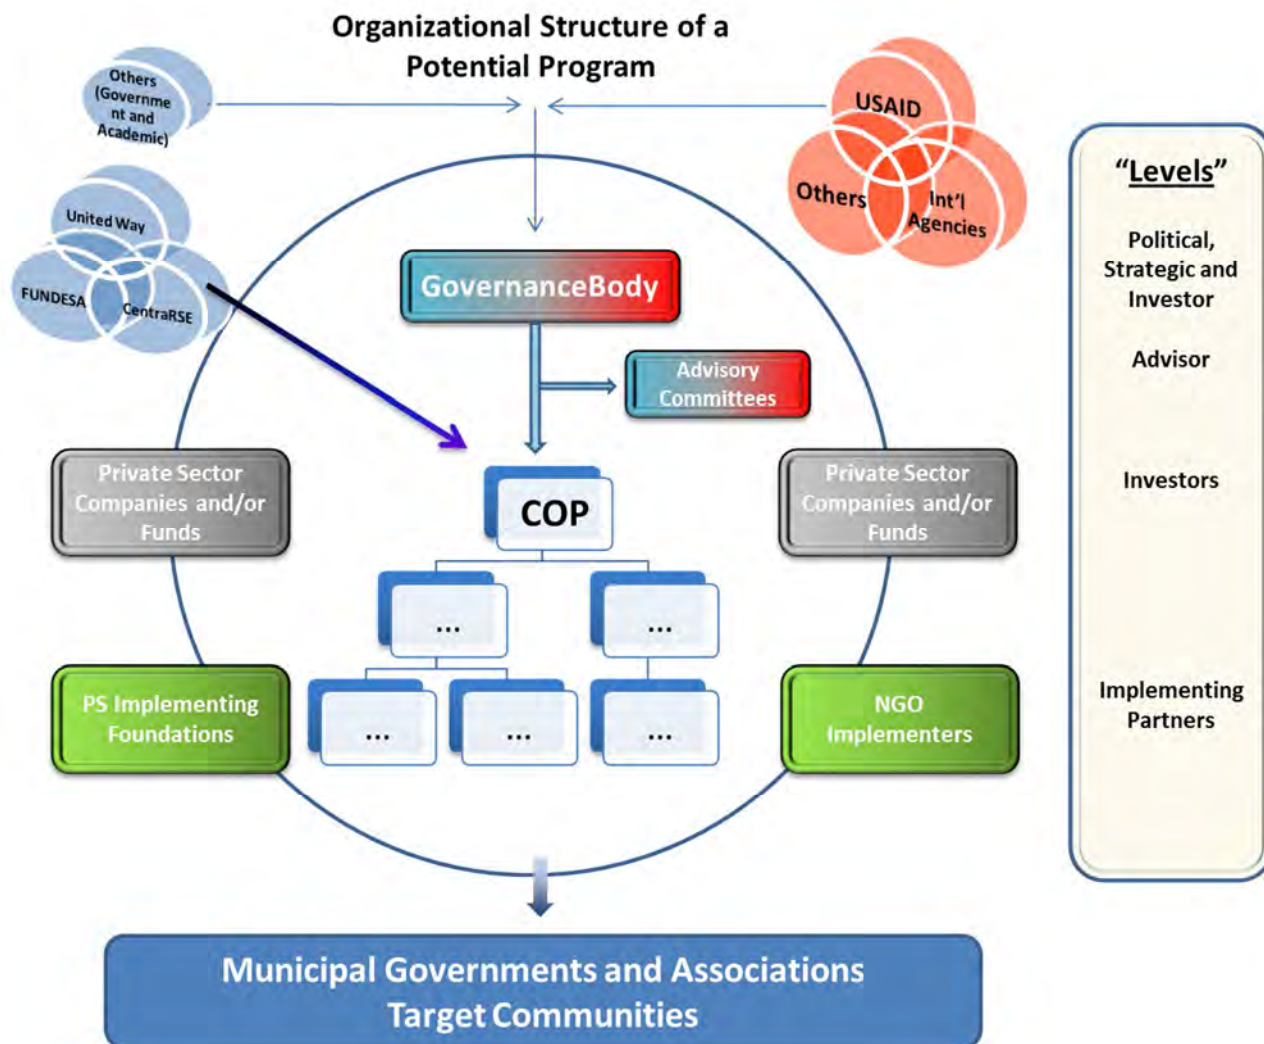 Organizational Structure of a
Potential Program
Others
(Governme
nt and
Academic)
USAID
Others
Int'l
Agencies
United Way
FUNDESA
CentraRSE
GovernanceBody
Advisory
Committees
Private Sector
Companies and/or
Funds
COP
Private Sector
Companies and/or
Funds
...
...
PS Implementing
Foundations
...
...
...
NGO
Implementers
Municipal Governments and Associations
Target Communities
"Levels"
Political,
Strategic and
Investor
Advisor
Investors
Implementing
Partners